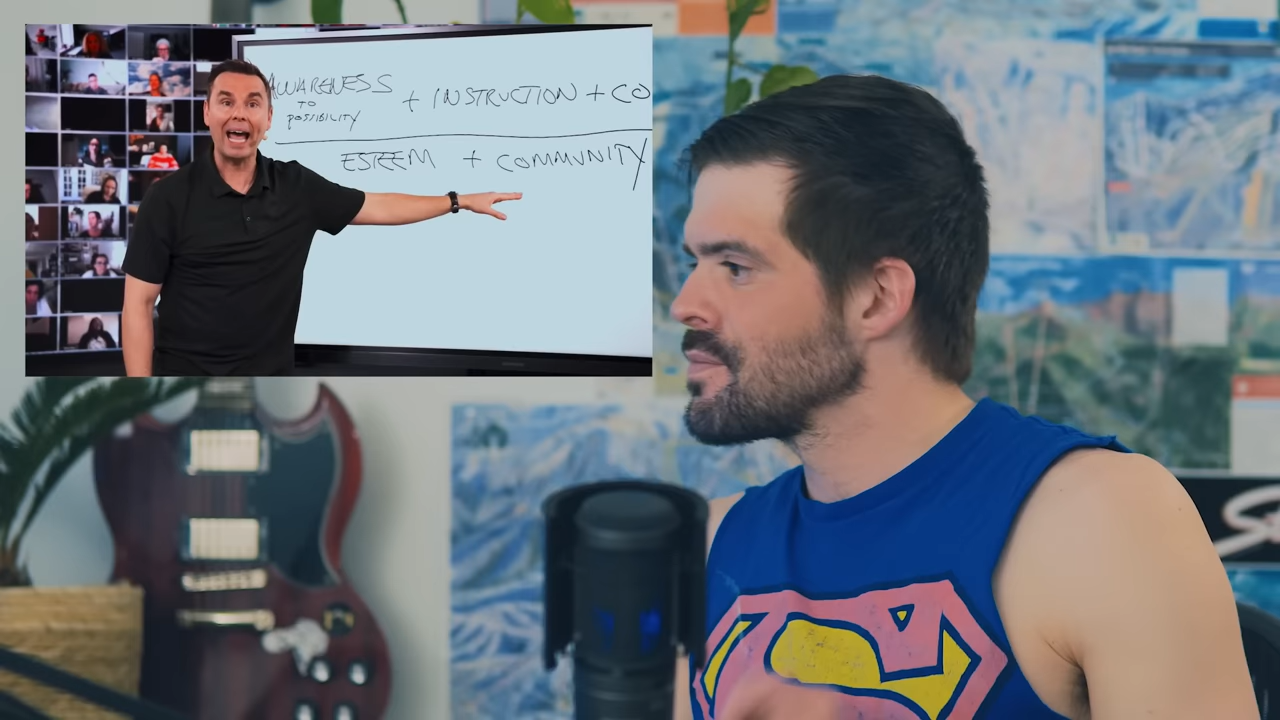 AWARENESS + INSTRUCTION + CO
TO
POSSIBILITY
ESTEEM + COMMUNITY